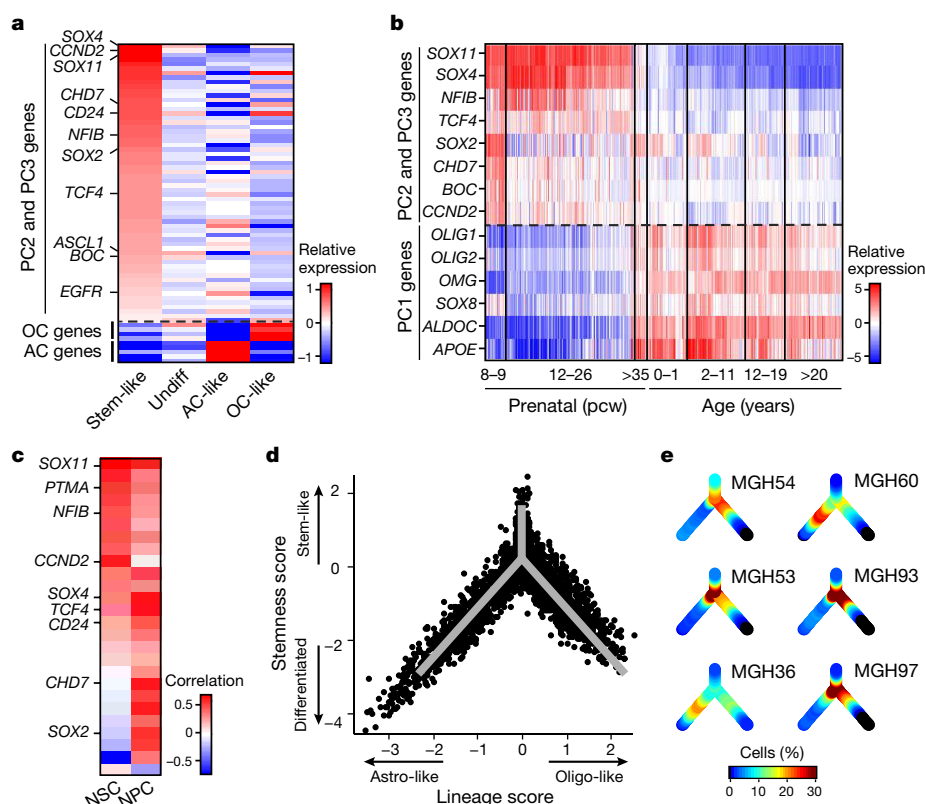 a
SOX4
CCND2
SOX11
CHD7
CD24
NFIB
SOX2
TCF4
ASCL1
BOC
EGFR
PC2 and PC3 genes
OC genes
AC genes
Stem-like
Undiff
AC-like
OC-like
Relative
expression
1
0
−1
b
PC2 and PC3 genes
SOX11
SOX4
NFIB
TCF4
SOX2
CHD7
BOC
CCND2
PC1 genes
OLIG1
OLIG2
OMG
SOX8
ALDOC
APOE
8–9 12–26 >35 0–1 2–11 12–19 >20
Prenatal (pcw) Age (years)
Relative
expression
5
0
−5
c
SOX11
PTMA
NFIB
CCND2
SOX4
TCF4
CD24
CHD7
SOX2
NSC
NPC
Correlation
0.5
0
−0.5
d
Stemness score
Stem-like
Differentiated
2
0
−2
−4
−3 −2 −1 0 1 2
Astro-like Oligo-like
Lineage score
e
MGH54 MGH60
MGH53 MGH93
MGH36 MGH97
Cells (%)
0 10 20 30